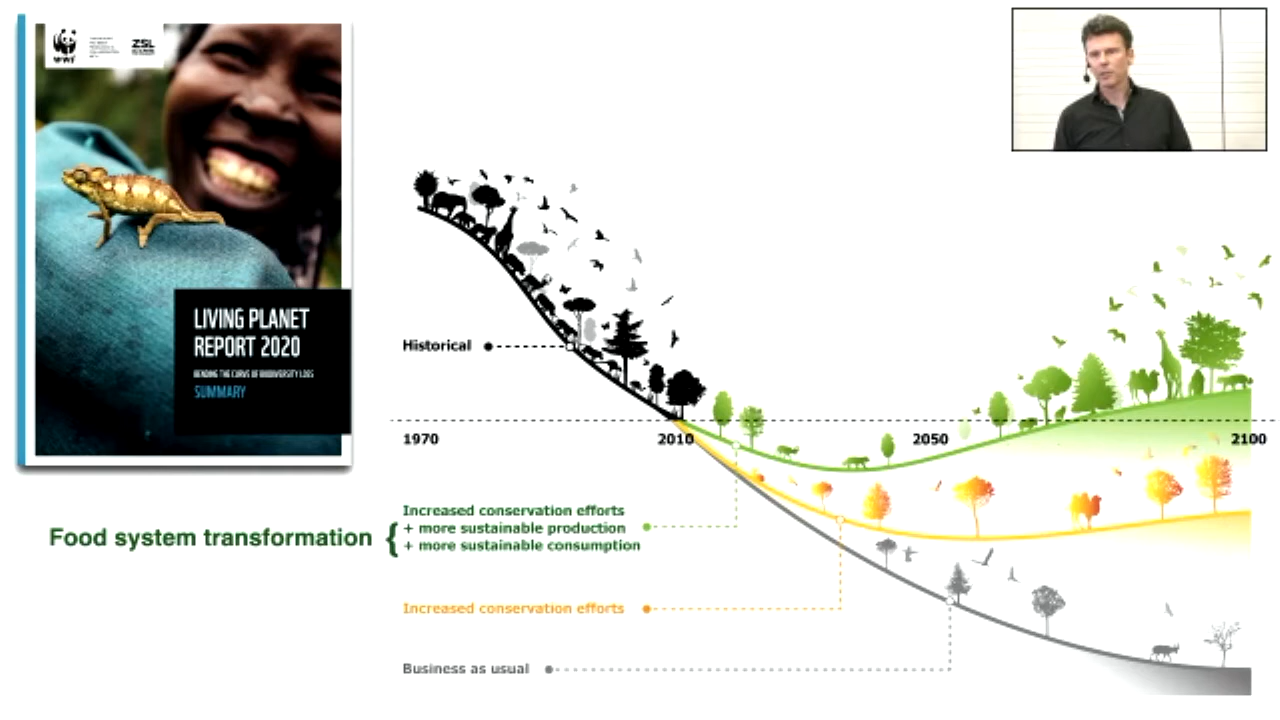 WWF
ZSL
LIVING PLANET
REPORT 2020
BENDING THE CURVE OF BIODIVERSITY LOSS
SUMMARY
Historical
1970
2010
2050
2100
Food system transformation {
Increased conservation efforts
+ more sustainable production
+ more sustainable consumption
Increased conservation efforts
Business as usual